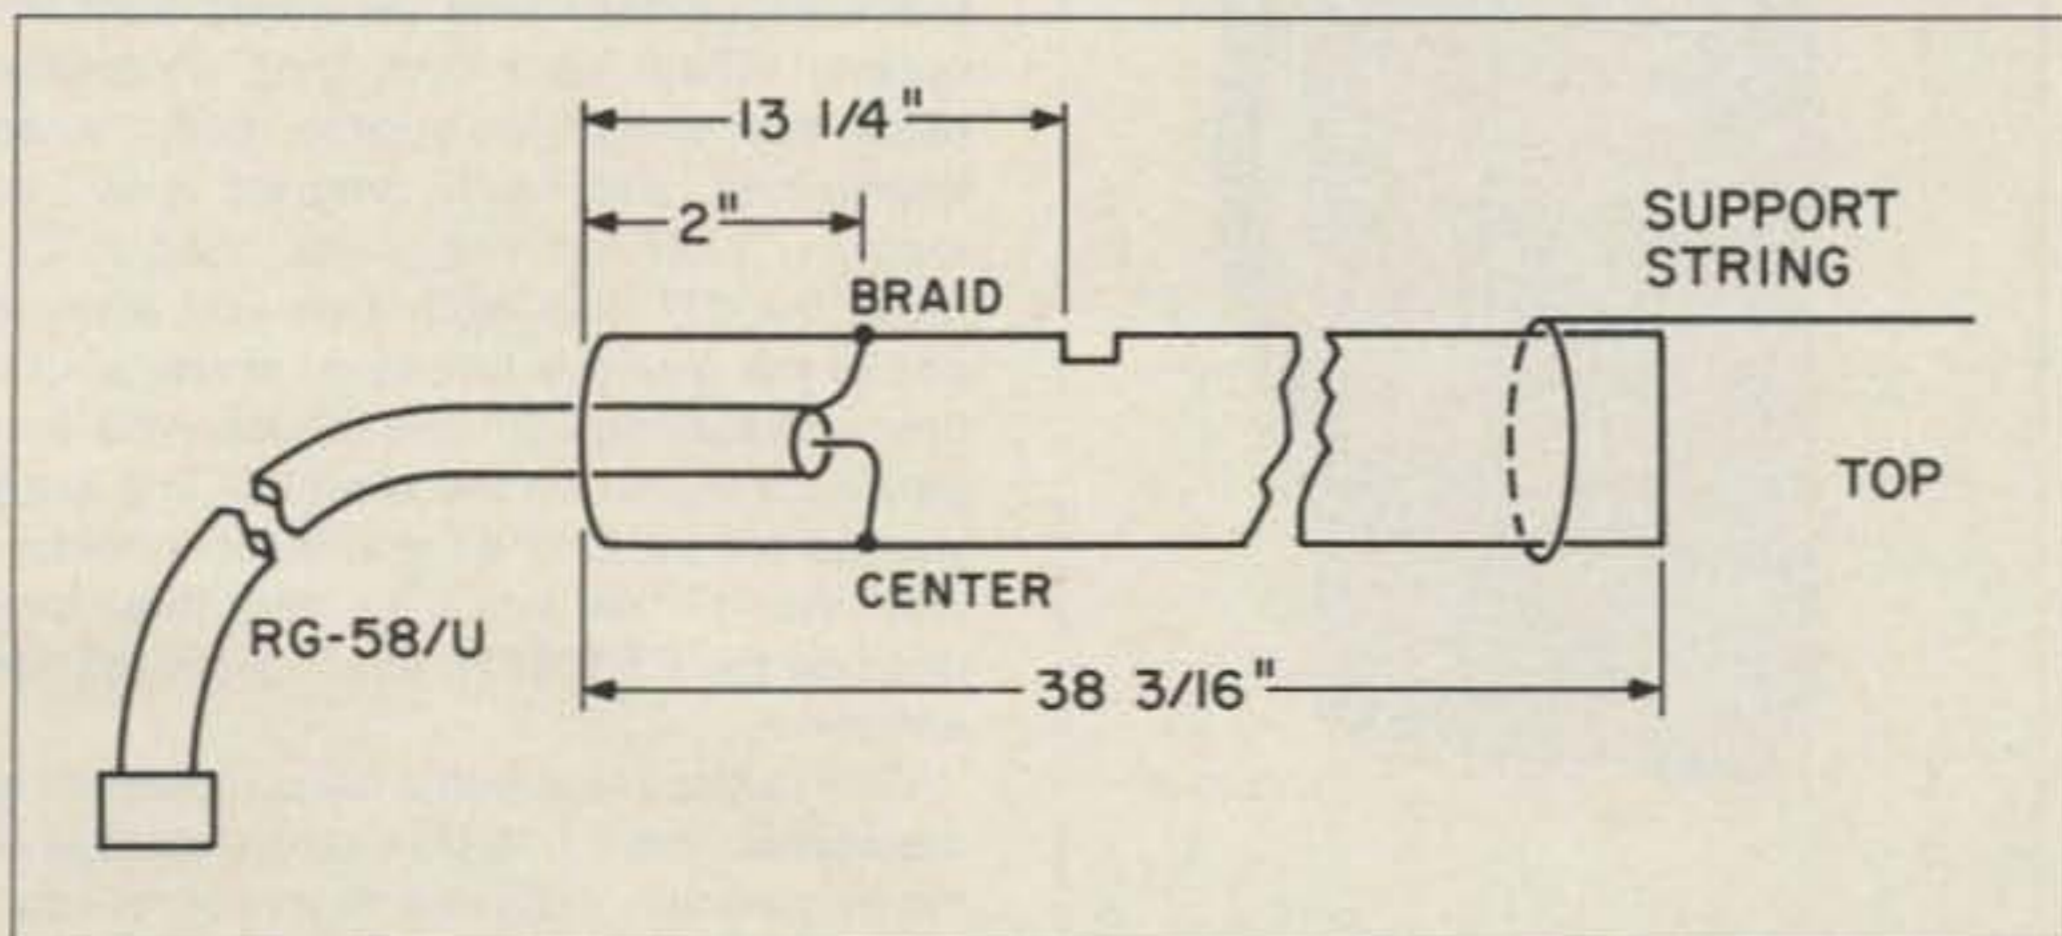 13 1/4"
2"
BRAID
SUPPORT
STRING
TOP
CENTER
RG-58/U
38 3/16"